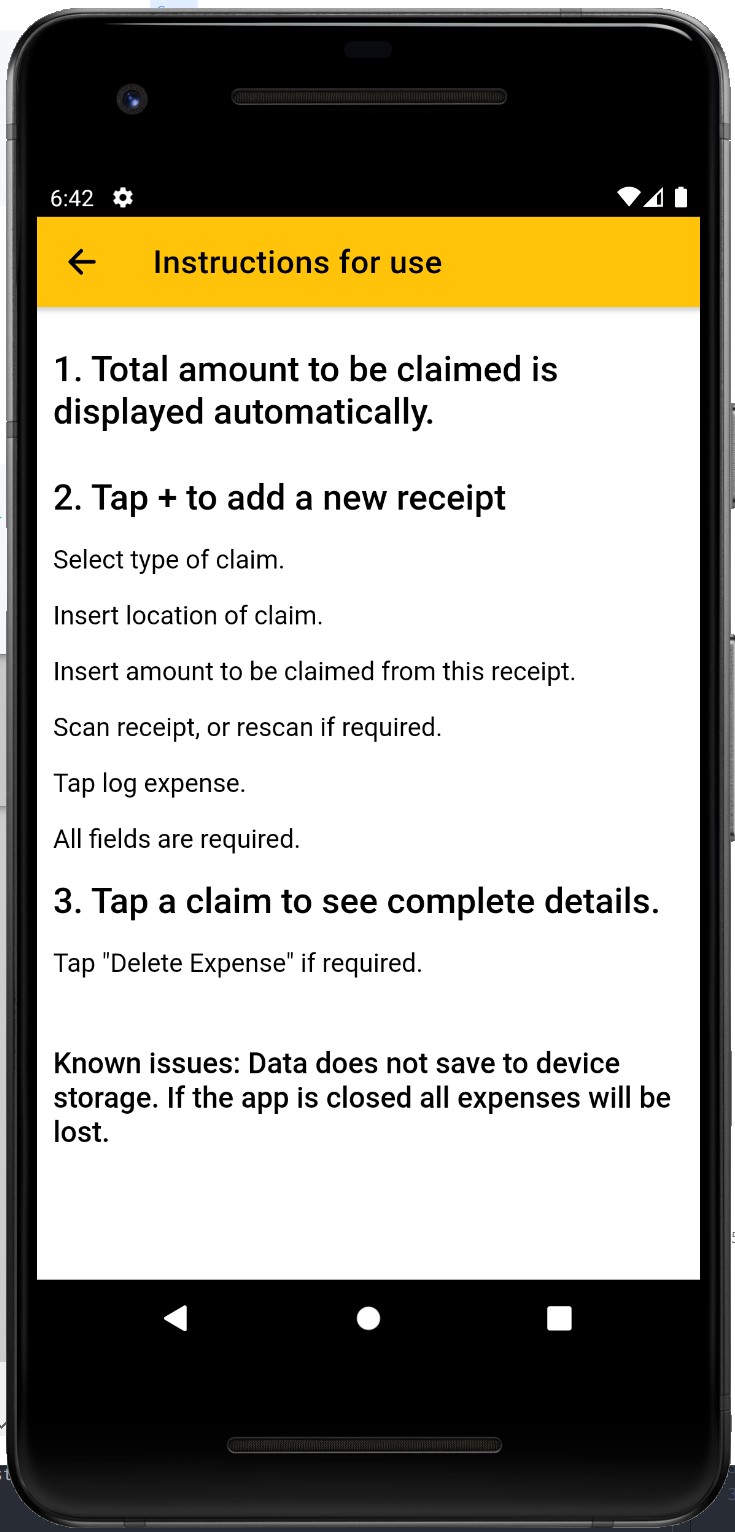 6:42
Instructions for use
1. Total amount to be claimed is
displayed automatically.
2. Tap + to add a new receipt
Select type of claim.
Insert location of claim.
Insert amount to be claimed from this receipt.
Scan receipt, or rescan if required.
Tap log expense.
All fields are required.
3. Tap a claim to see complete details.
Tap "Delete Expense" if required.
Known issues: Data does not save to device
storage. If the app is closed all expenses will be
lost.